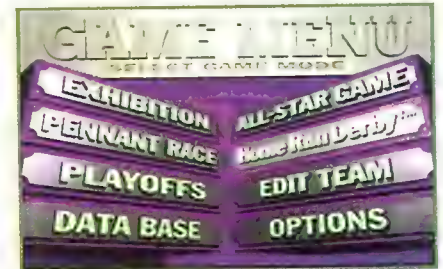 GAME MENU
SELECT GAME MODE
EXHIBITION
ALL-STAR GAME
PENNANT RACE
Home Run Derby™
PLAYOFFS
EDIT TEAM
DATA BASE
OPTIONS